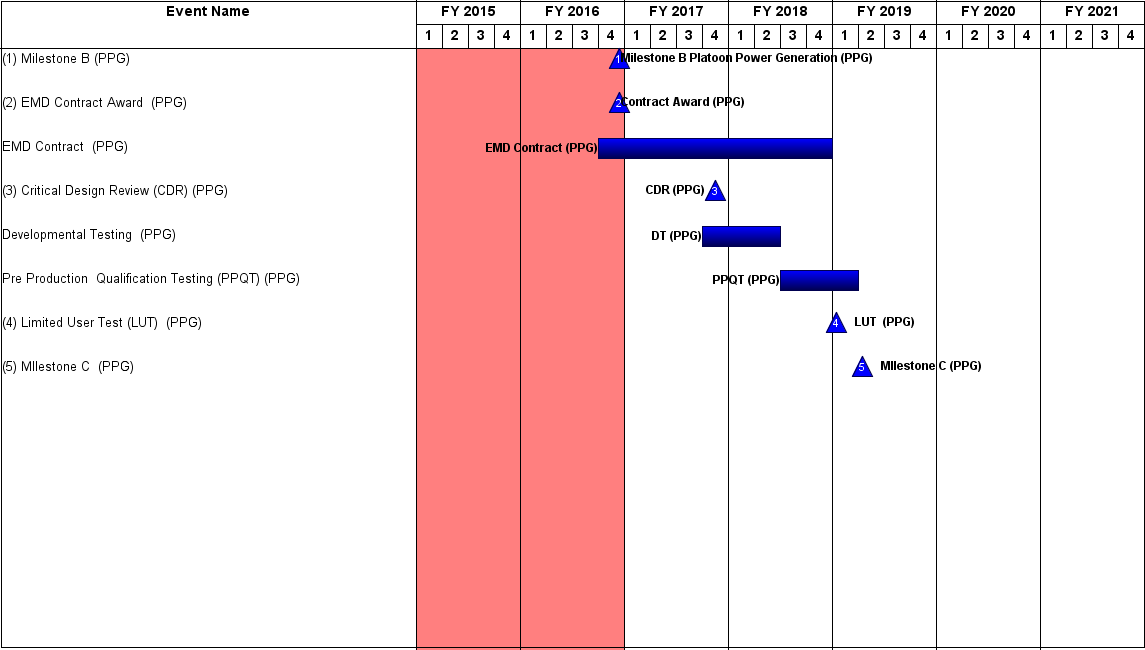 Event Name FY 2015 FY 2016 FY 2017 FY 2018 FY 2019 FY 2020 FY 2021
1 2 3 4 1 2 3 4 1 2 3 4 1 2 3 4 1 2 3 4 1 2 3 4 1 2 3 4
(1) Milestone B (PPG) 1 Milestone B Platoon Power Generation (PPG)
(2) EMD Contract Award (PPG) 2 Contract Award (PPG)
EMD Contract (PPG) EMD Contract (PPG)
(3) Critical Design Review (CDR) (PPG) CDR (PPG) 3
Developmental Testing (PPG) DT (PPG)
Pre Production Qualification Testing (PPQT) (PPG) PPQT (PPG)
(4) Limited User Test (LUT) (PPG) 4 LUT (PPG)
(5) MIlestone C (PPG) 5 MIlestone C (PPG)